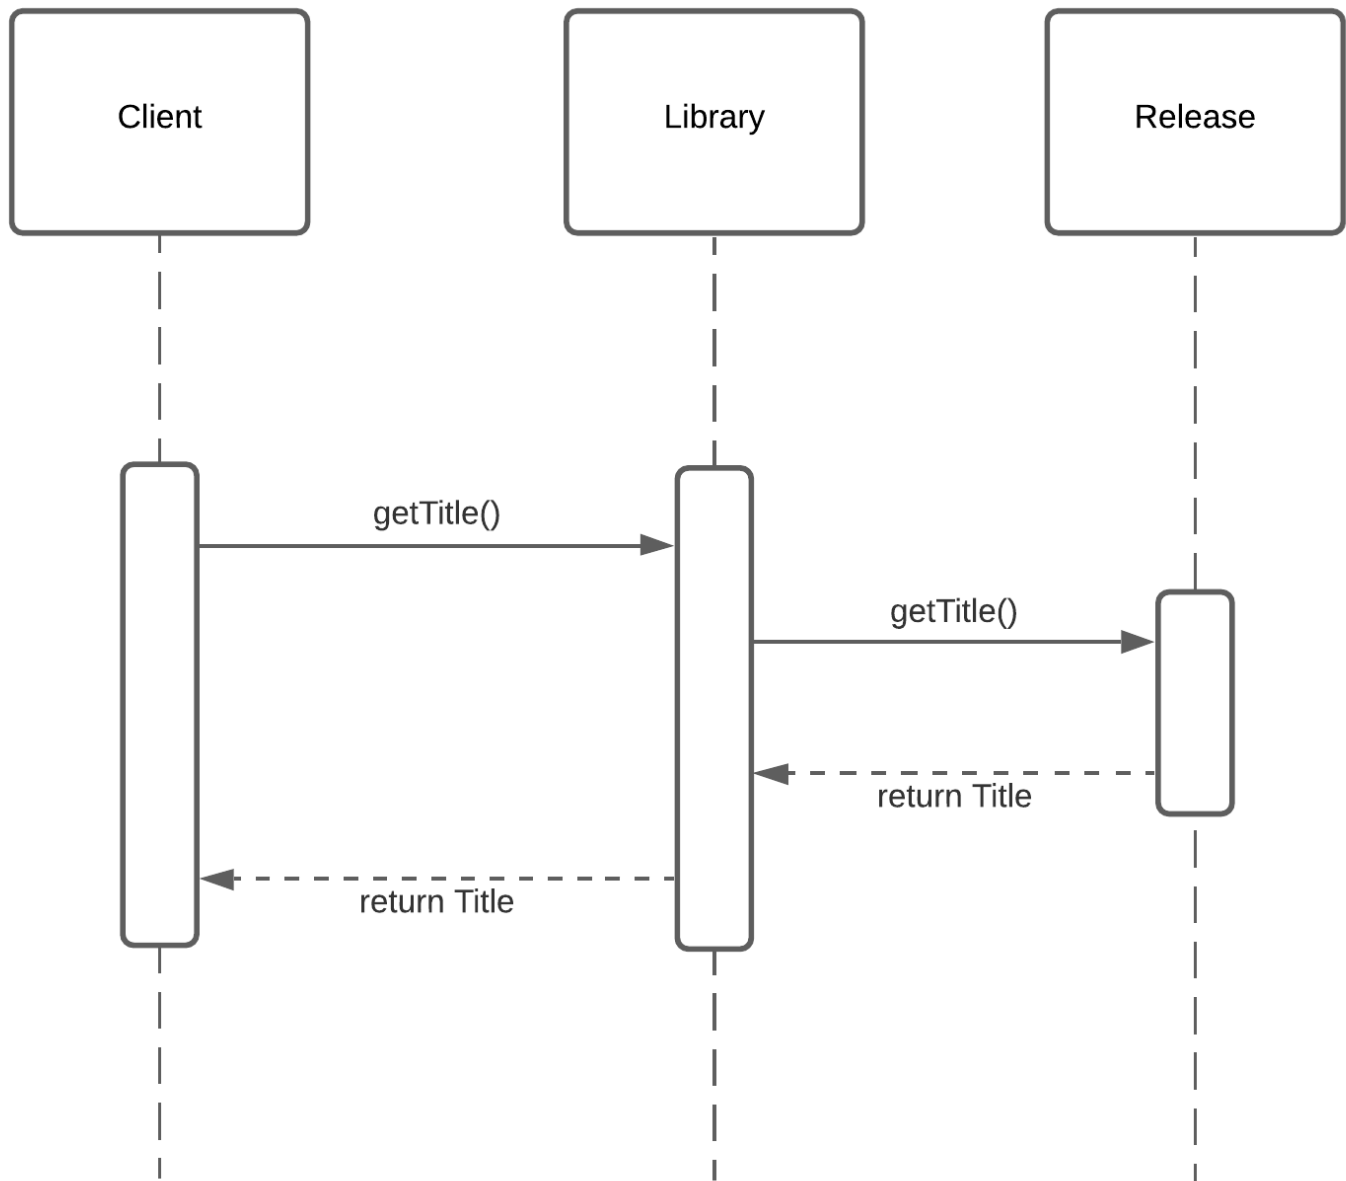 Client
Library
Release
getTitle()
getTitle()
return Title
return Title